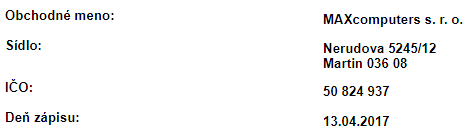 Obchodné meno: MAXcomputers s. r. o.
Sídlo: Nerudova 5245/12
Martin 036 08
IČO: 50 824 937
Deň zápisu: 13.04.2017